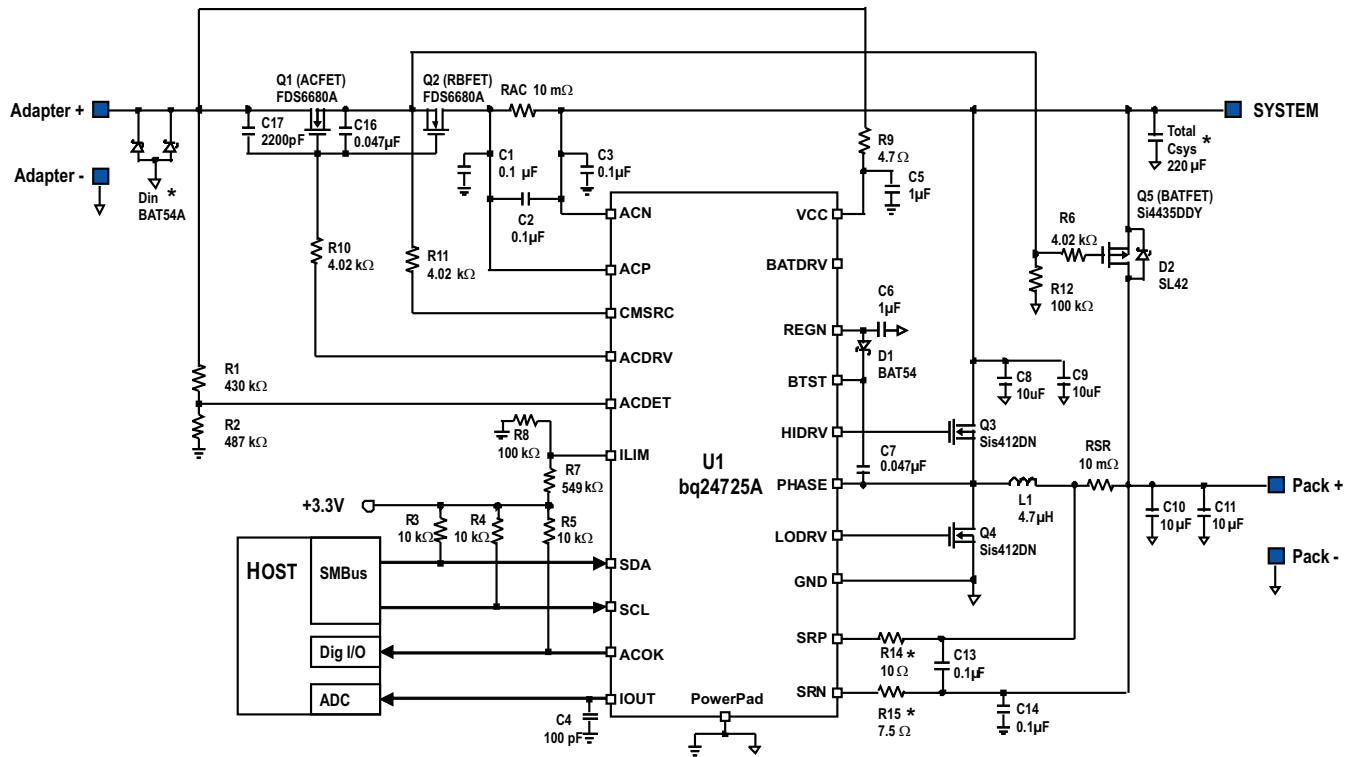 Adapter +
Adapter -
Din *
BAT54A
Q1 (ACFET)
FDS6680A
C17
2200pF
C16
0.047µF
Q2 (RBFET)
FDS6680A
RAC 10 mΩ
C1
0.1 µF
C3
0.1µF
C2
0.1µF
R10
4.02 kΩ
R11
4.02 kΩ
R1
430 kΩ
R2
487 kΩ
R8
100 kΩ
R7
549 kΩ
+3.3V
R3
10 kΩ
R4
10 kΩ
R5
10 kΩ
HOST
SMBus
Dig I/O
ADC
C4
100 pF
ACN
ACP
CMSRC
ACDRV
ACDET
ILIM
SDA
SCL
ACOK
IOUT
U1
bq24725A
PowerPad
VCC
BATDRV
REGN
BTST
HIDRV
PHASE
LODRV
GND
SRP
SRN
R9
4.7 Ω
C5
1µF
C6
1µF
D1
BAT54
C7
0.047µF
R6
4.02 kΩ
R12
100 kΩ
SYSTEM
Total *
Csys
220 µF
Q5 (BATFET)
Si4435DDY
D2
SL42
C8
10uF
C9
10uF
Q3
Sis412DN
Q4
Sis412DN
L1
4.7µH
RSR
10 mΩ
C10
10 µF
C11
10 µF
Pack +
Pack -
R14 *
10 Ω
C13
0.1µF
R15 *
7.5 Ω
C14
0.1µF